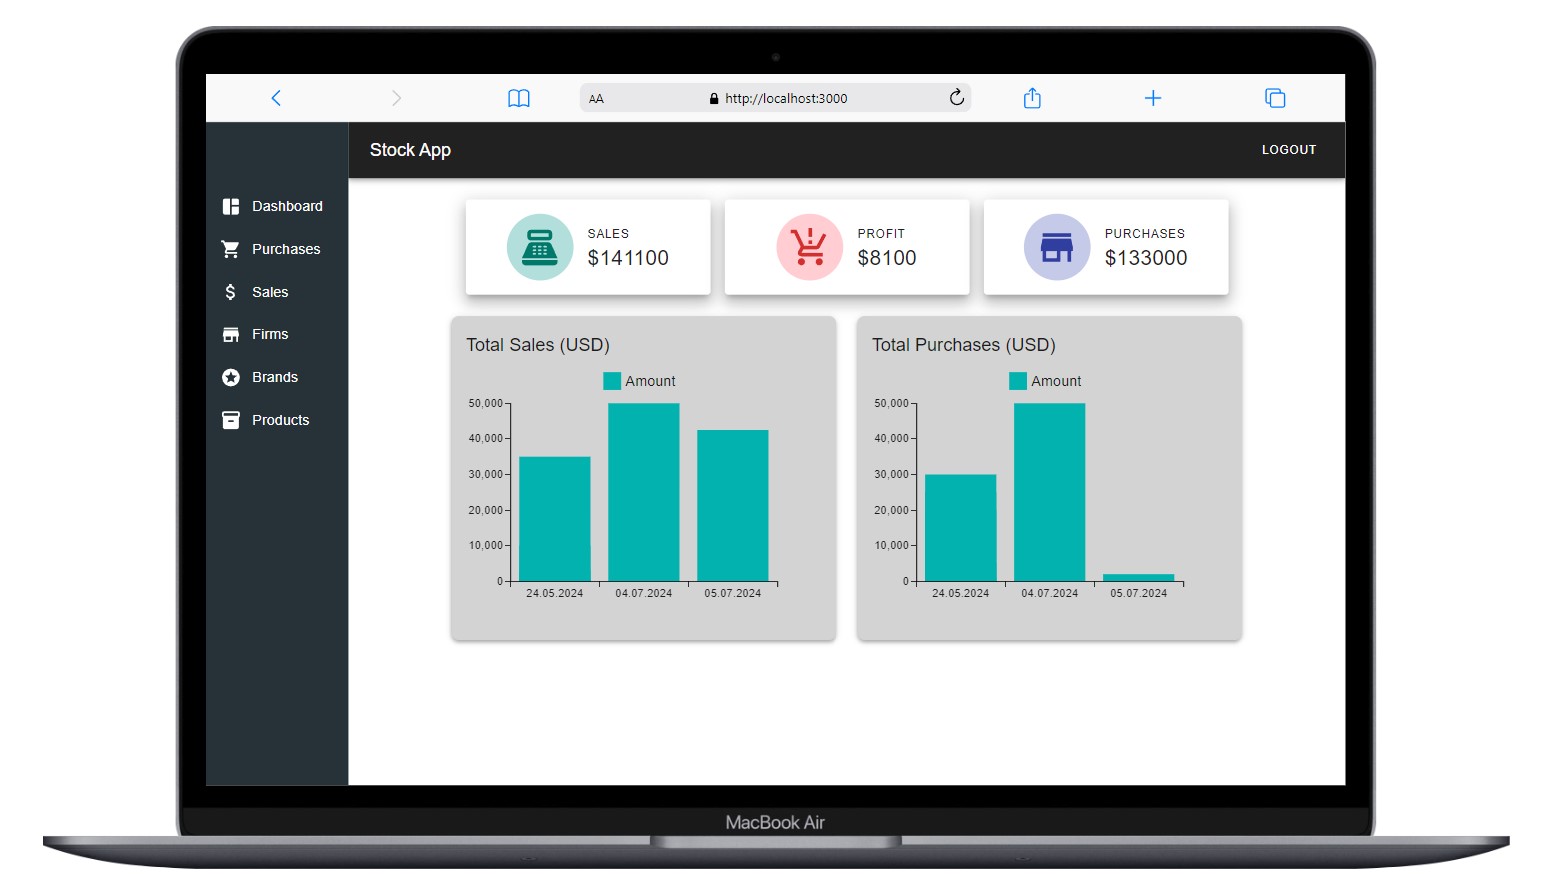 AA
http://localhost:3000
Stock App
LOGOUT
Dashboard
Purchases
Sales
Firms
Brands
Products
SALES
$141100
PROFIT
$8100
PURCHASES
$133000
Total Sales (USD)
Amount
50,000
40,000
30,000
20,000
10,000
0
24.05.2024
04.07.2024
05.07.2024
Total Purchases (USD)
Amount
50,000
40,000
30,000
20,000
10,000
0
24.05.2024
04.07.2024
05.07.2024
MacBook Air